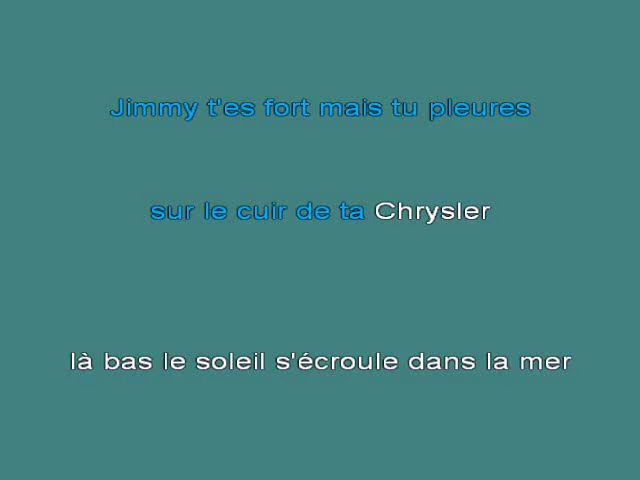 Jimmy t'es fort mais tu pleures
sur le cuir de ta Chrysler
là bas le soleil s'écroule dans la mer